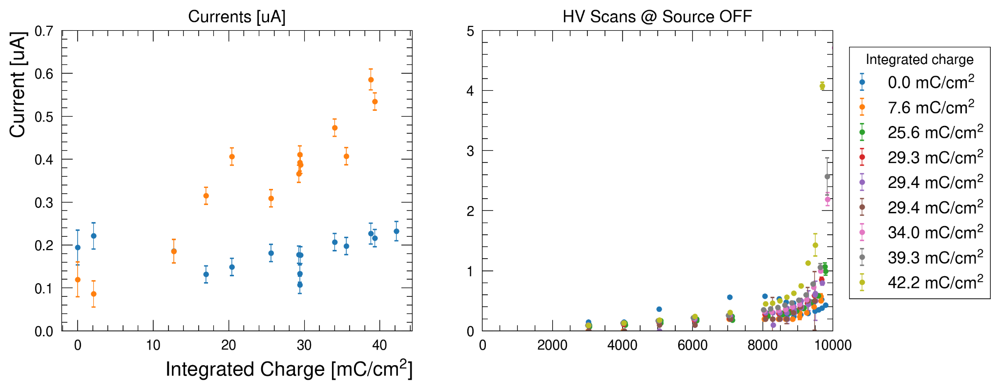 Currents [uA]
Current [uA]
0.7
0.6
0.5
0.4
0.3
0.2
0.1
0.0
0 10 20 30 40
Integrated Charge [mC/cm²]
HV Scans @ Source OFF
5
4
3
2
1
0
0 2000 4000 6000 8000 10000
Integrated charge
0.0 mC/cm²
7.6 mC/cm²
25.6 mC/cm²
29.3 mC/cm²
29.4 mC/cm²
29.4 mC/cm²
34.0 mC/cm²
39.3 mC/cm²
42.2 mC/cm²